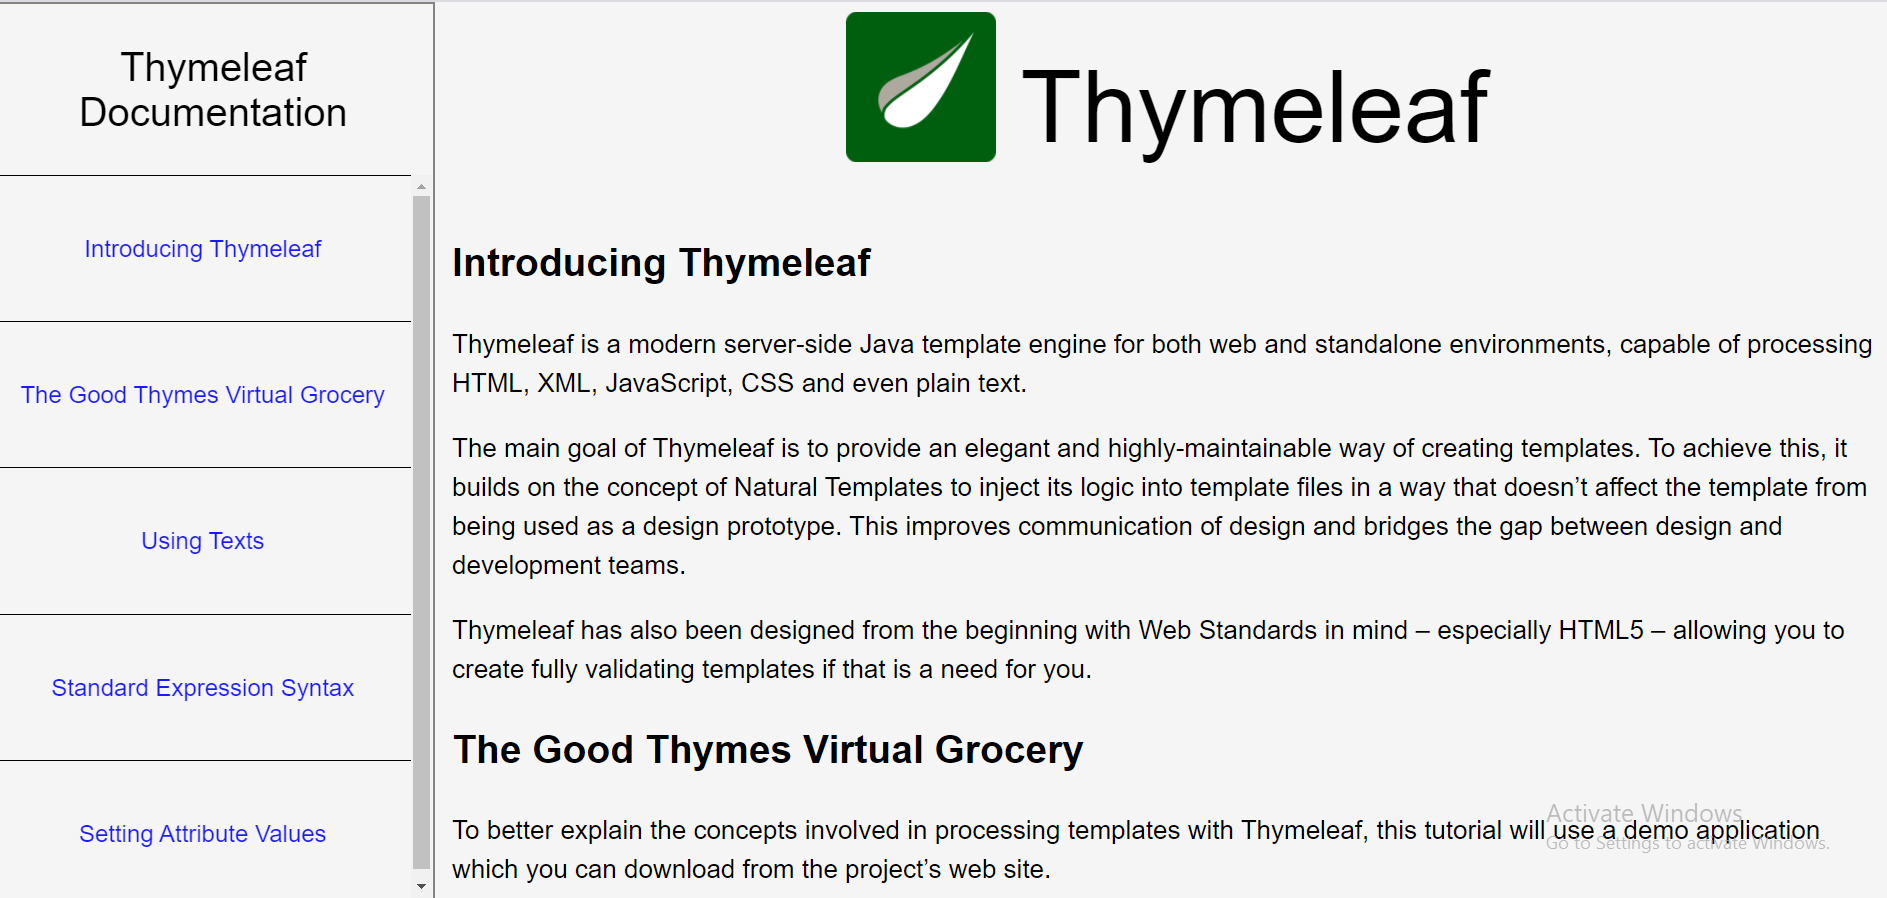 Thymeleaf
Documentation
Introducing Thymeleaf
The Good Thymes Virtual Grocery
Using Texts
Standard Expression Syntax
Setting Attribute Values
Thymeleaf
Introducing Thymeleaf
Thymeleaf is a modern server-side Java template engine for both web and standalone environments, capable of processing
HTML, XML, JavaScript, CSS and even plain text.
The main goal of Thymeleaf is to provide an elegant and highly-maintainable way of creating templates. To achieve this, it
builds on the concept of Natural Templates to inject its logic into template files in a way that doesn’t affect the template from
being used as a design prototype. This improves communication of design and bridges the gap between design and
development teams.
Thymeleaf has also been designed from the beginning with Web Standards in mind – especially HTML5 – allowing you to
create fully validating templates if that is a need for you.
The Good Thymes Virtual Grocery
To better explain the concepts involved in processing templates with Thymeleaf, this tutorial will use a demo application
which you can download from the project’s web site.
Activate Windows
Go to Settings to activate Windows.